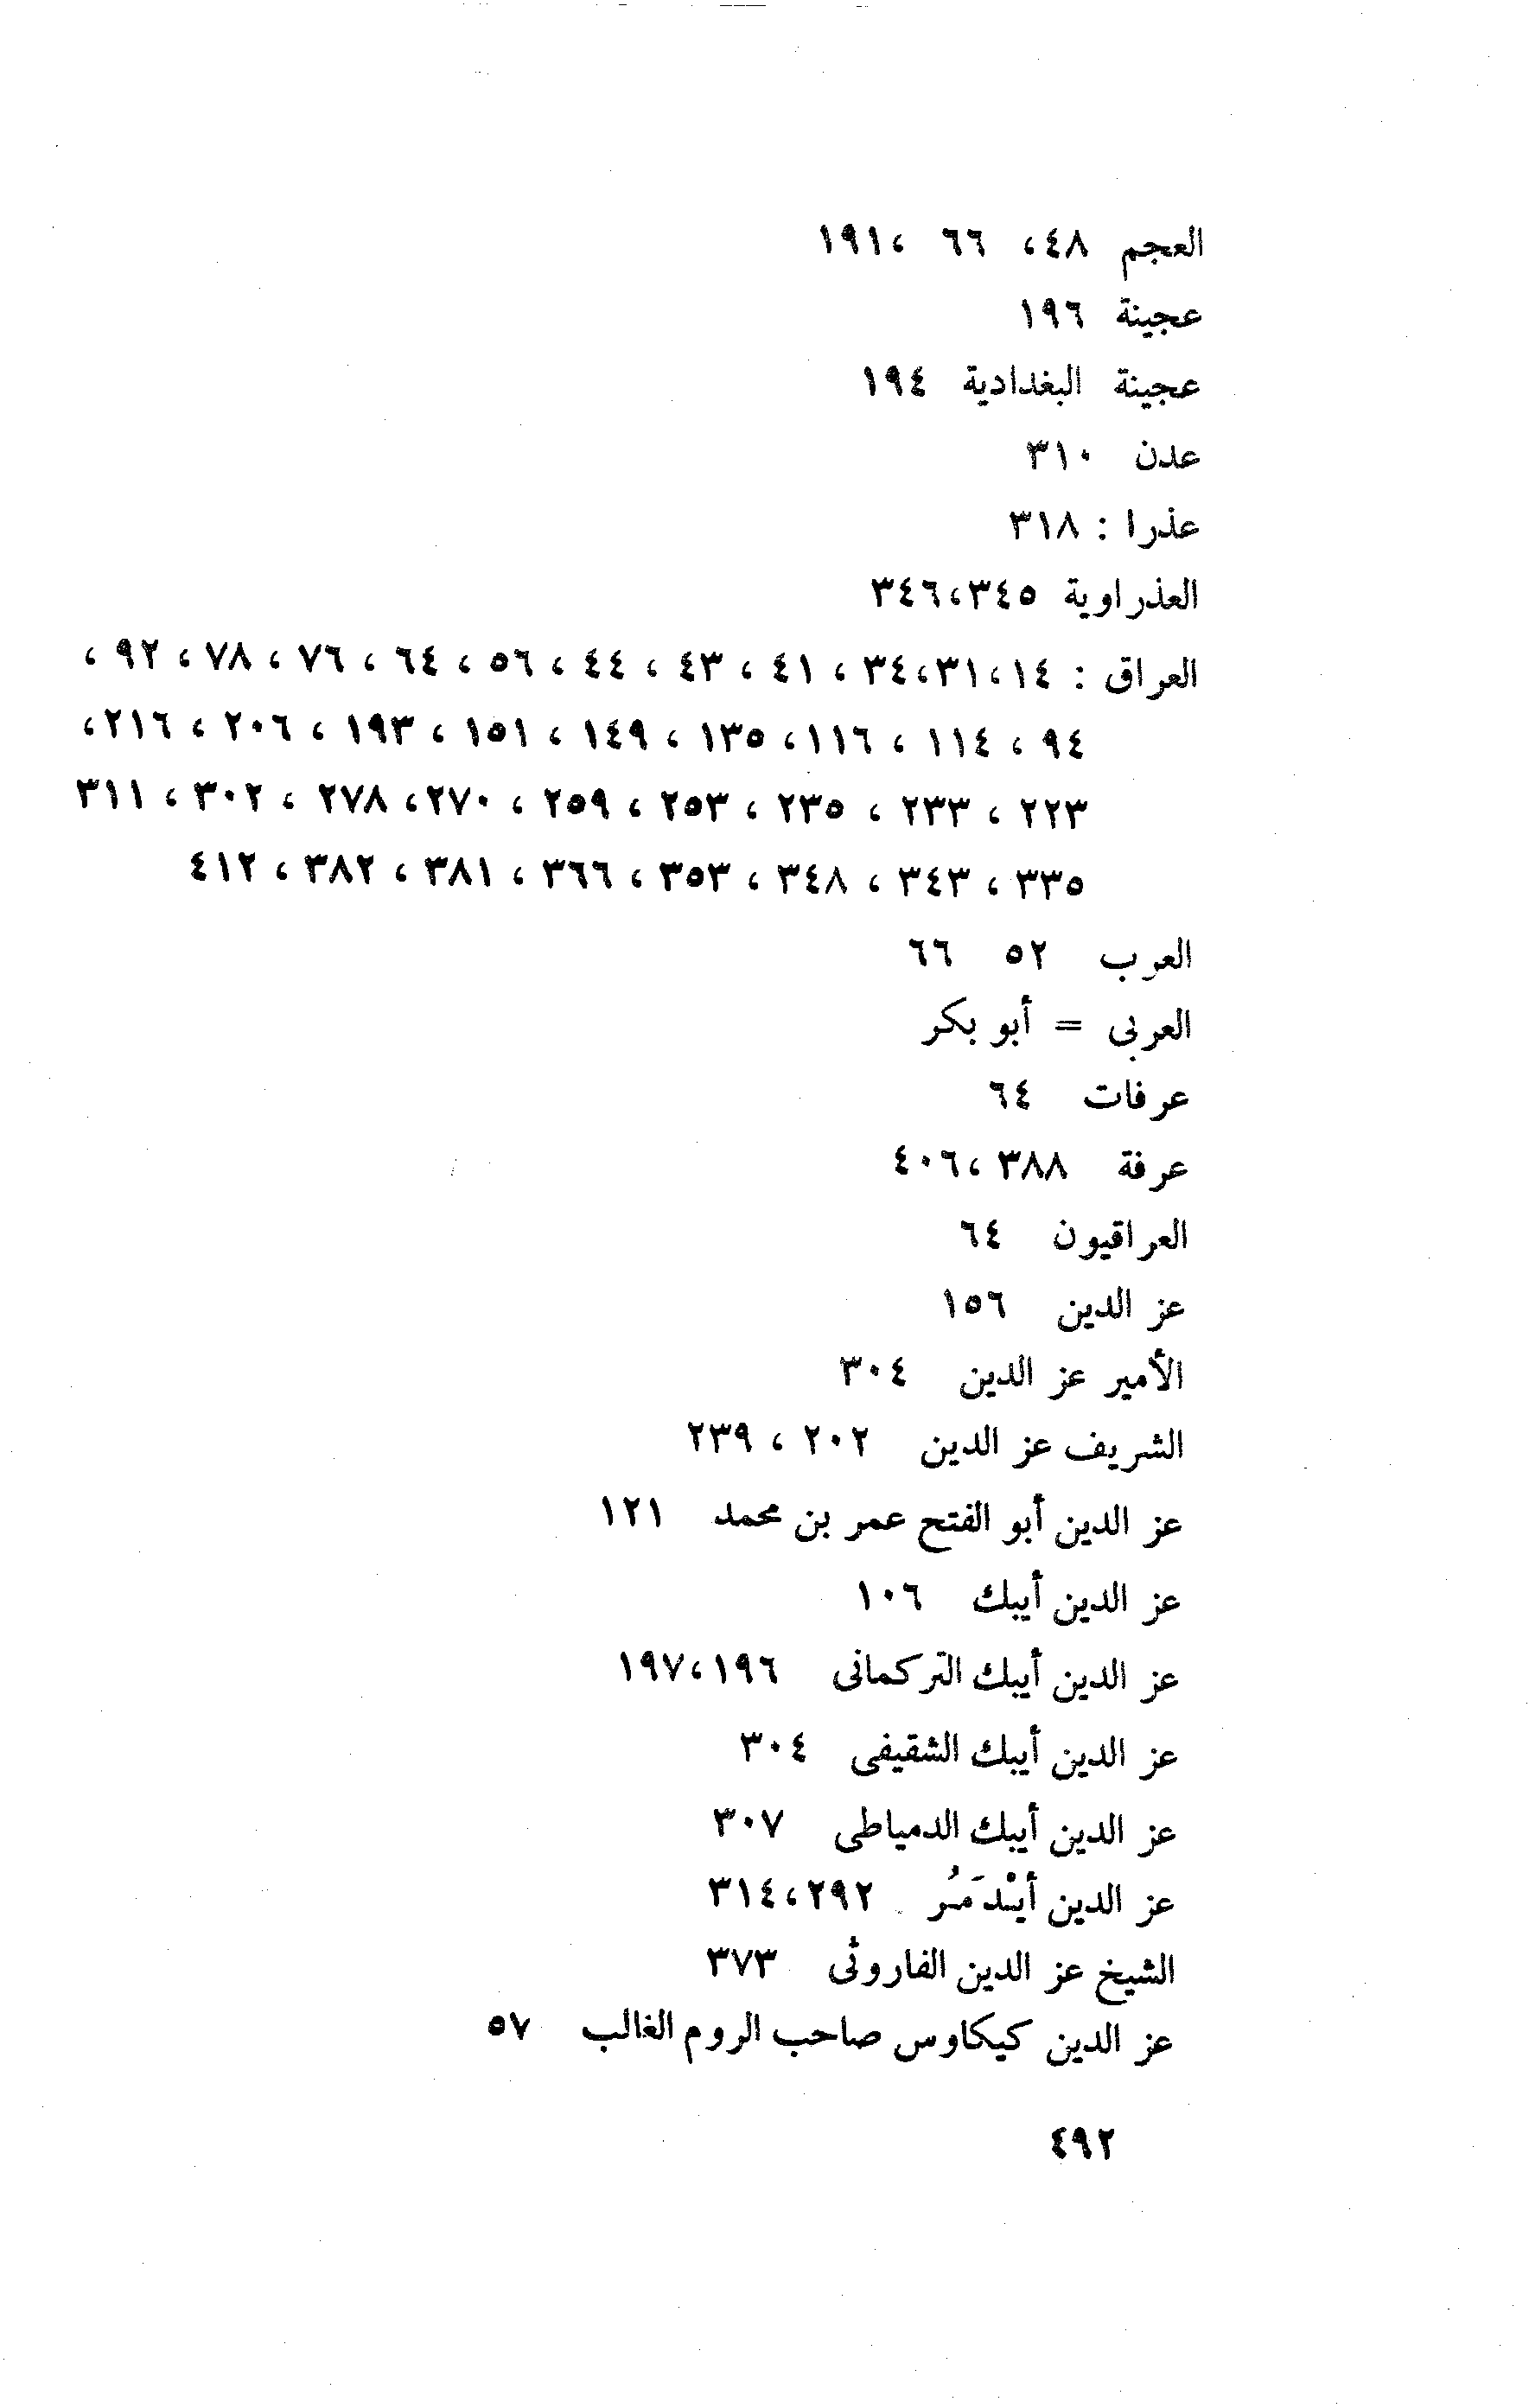 العجم ٤٨، ٦٦ ،١٩١
عجينة ١٩٦
عجينة البغدادية ١٩٤
عدن ٣١٠
عذرا : ٣١٨
العذراوية ٣٤٥،٣٤٦
العراق : ١٤،٣١،٣٤ ، ٤١ ، ٤٣ ، ٤٤ ، ٥٦ ، ٦٤ ، ٧٦ ، ٧٨ ، ٩٢ ،
٩٤ ، ١١٤ ، ١١٦، ١٣٥ ، ١٤٩ ، ١٥١ ، ١٩٣ ، ٢٠٦ ، ٢١٦،
٢٢٣ ، ٢٣٣ ، ٢٣٥ ، ٢٥٣ ، ٢٥٩ ، ٢٧٠، ٢٧٨ ، ٣٠٢ ، ٣١١
٣٣٥ ، ٣٤٣ ، ٣٤٨ ، ٣٥٣ ، ٣٦٦ ، ٣٨١ ، ٣٨٢ ، ٤١٢
العرب ٥٢ ٦٦
العربى = أبو بكر
عرفات ٦٤
عرفة ٣٨٨ ،٤٠٦
العراقيون ٦٤
عز الدين ١٥٦
الأمير عز الدين ٣٠٤
الشريف عز الدين ٢٠٢ ، ٢٣٩
عز الدين أبو الفتح عمر بن محمد ١٢١
عز الدين أيبك ١٠٦
عز الدين أيبك التركمانى ١٩٦،١٩٧
عز الدين أيبك الشقيفى ٣٠٤
عز الدين أيبك الدمياطى ٣٠٧
عز الدين أيْدَمُر ٢٩٢،٣١٤
الشيخ عز الدين الفاروثى ٣٧٣
عز الدين كيكاوس صاحب الروم الغالب ٥٧
٤٩٢